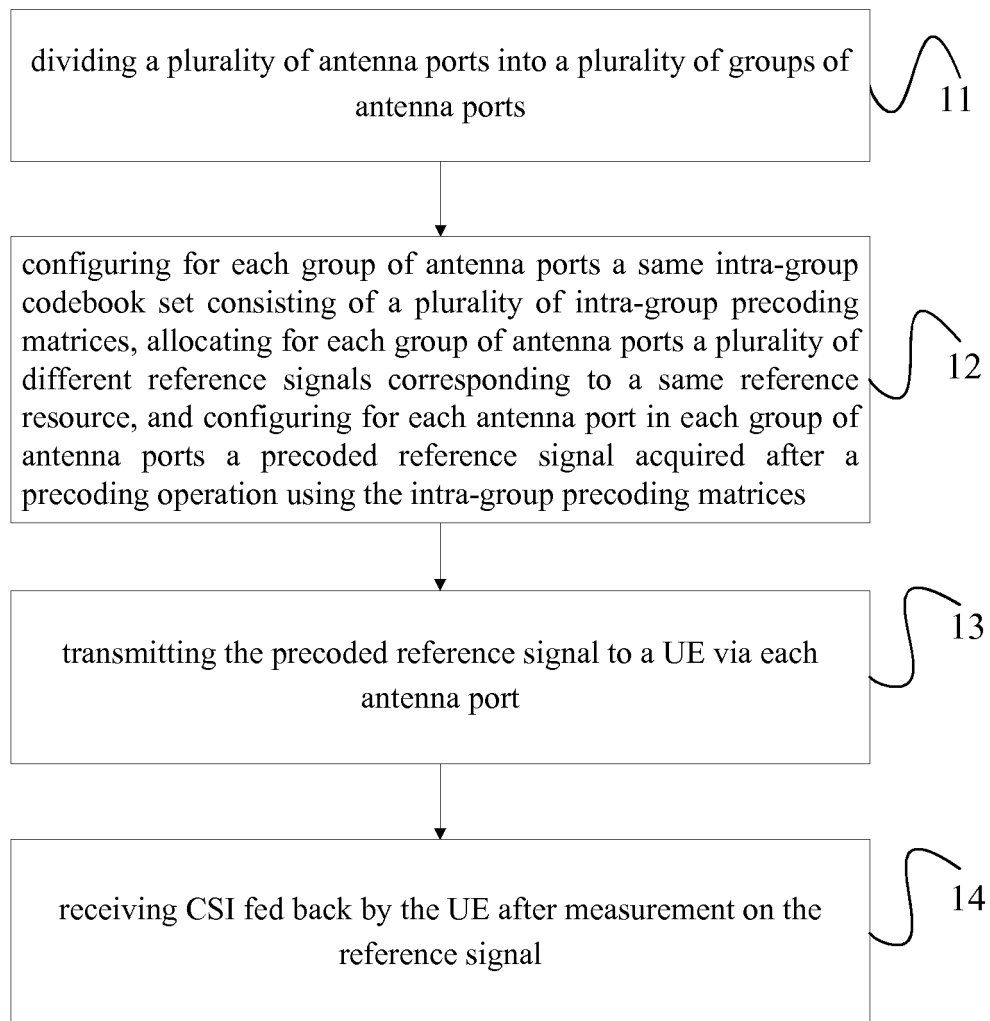 dividing a plurality of antenna ports into a plurality of groups of
antenna ports
11
configuring for each group of antenna ports a same intra-group
codebook set consisting of a plurality of intra-group precoding
matrices, allocating for each group of antenna ports a plurality of
different reference signals corresponding to a same reference
resource, and configuring for each antenna port in each group of
antenna ports a precoded reference signal acquired after a
precoding operation using the intra-group precoding matrices
12
transmitting the precoded reference signal to a UE via each
antenna port
13
receiving CSI fed back by the UE after measurement on the
reference signal
14